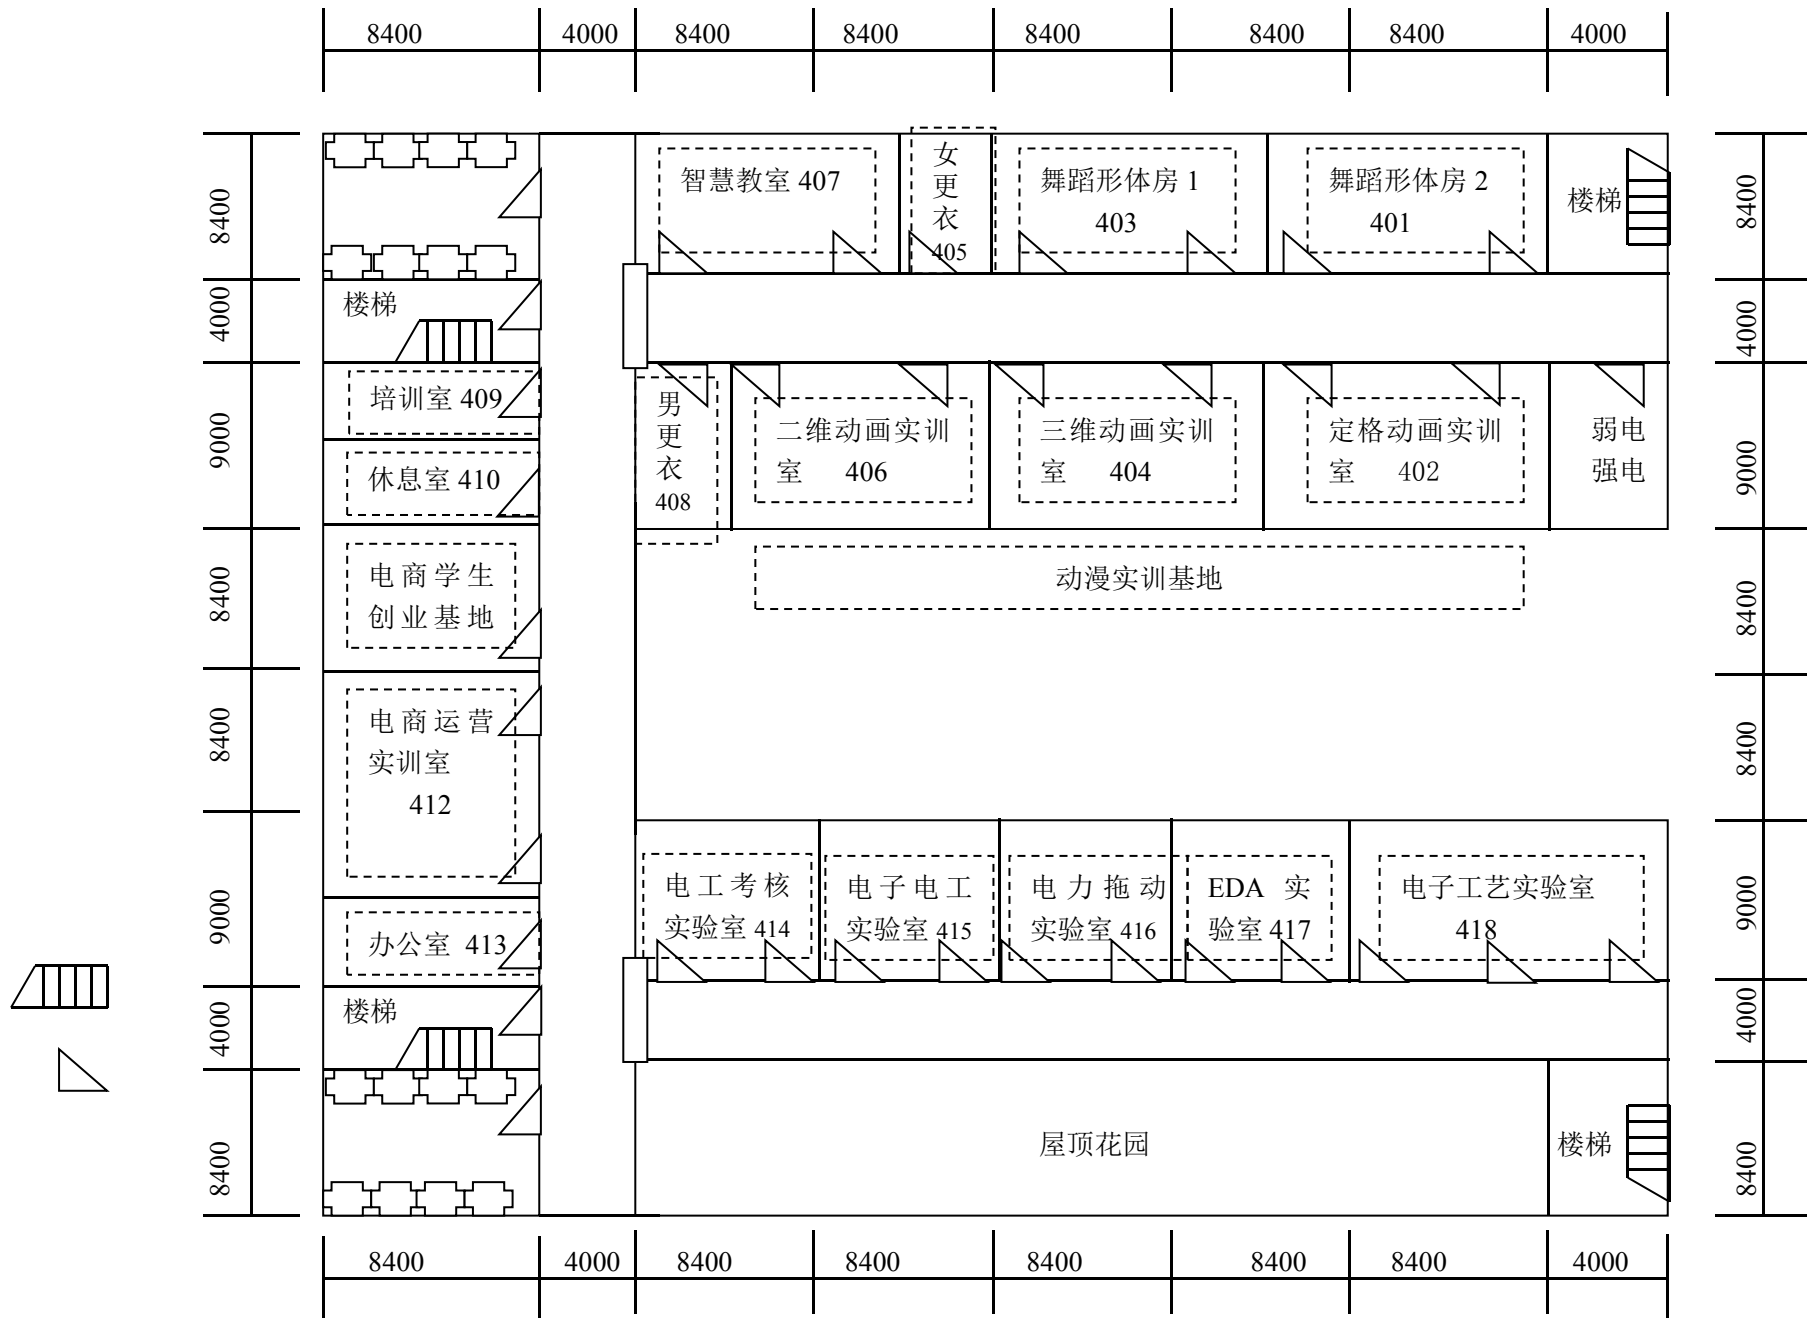 8400 4000 8400 8400 8400 8400 8400 4000
8400
4000
9000
8400
8400
9000
4000
8400
智慧教室 407
女
更
衣
405
舞蹈形体房 1
403
舞蹈形体房 2
401
楼梯
楼梯
培训室 409
休息室 410
电商学生
创业基地
电商运营
实训室
412
办公室 413
楼梯
男
更
衣
408
二维动画实训
室 406
三维动画实训
室 404
定格动画实训
室 402
弱电
强电
动漫实训基地
电工考核
实验室 414
电子电工
实验室 415
电力拖动
实验室 416
EDA 实
验室 417
电子工艺实验室
418
屋顶花园
楼梯
8400
4000
9000
8400
8400
9000
4000
8400
8400 4000 8400 8400 8400 8400 8400 4000